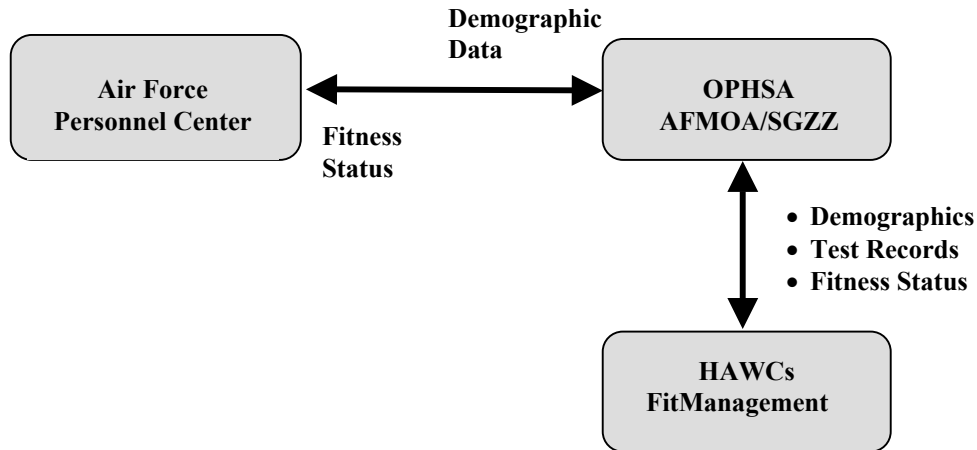 Demographic
Data
Air Force
Personnel Center
OPHSA
AFMOA/SGZZ
Fitness
Status
• Demographics
• Test Records
• Fitness Status
HAWCs
FitManagement